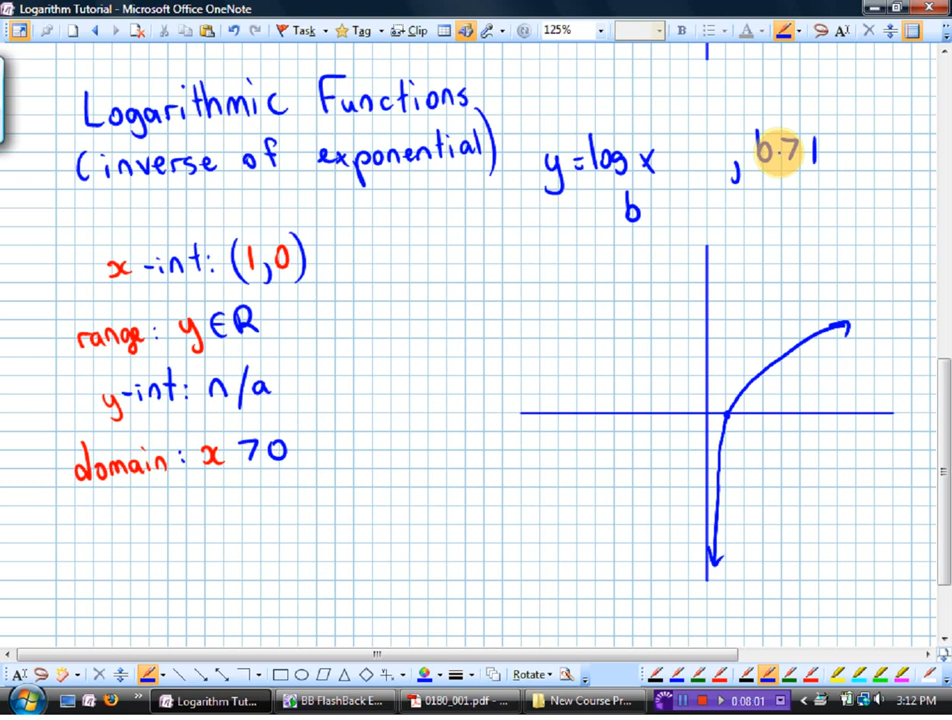 Logarithm Tutorial - Microsoft Office OneNote
Task Tag Clip 125% B A
Logarithmic Functions
(inverse of exponential)
y = log x , b > 1
b
x-int: (1,0)
range: y ∈ R
y-int: n/a
domain: x > 0
Rotate
Logarithm Tut... BB FlashBack E... 0180_001.pdf - ... New Course Pro... 0:08:01 3:12 PM